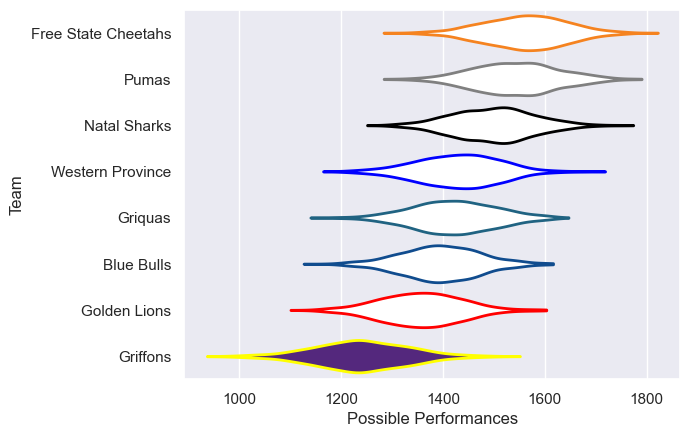 Free State Cheetahs
Pumas
Natal Sharks
Western Province
Griquas
Blue Bulls
Golden Lions
Griffons
Team
1000 1200 1400 1600 1800
Possible Performances